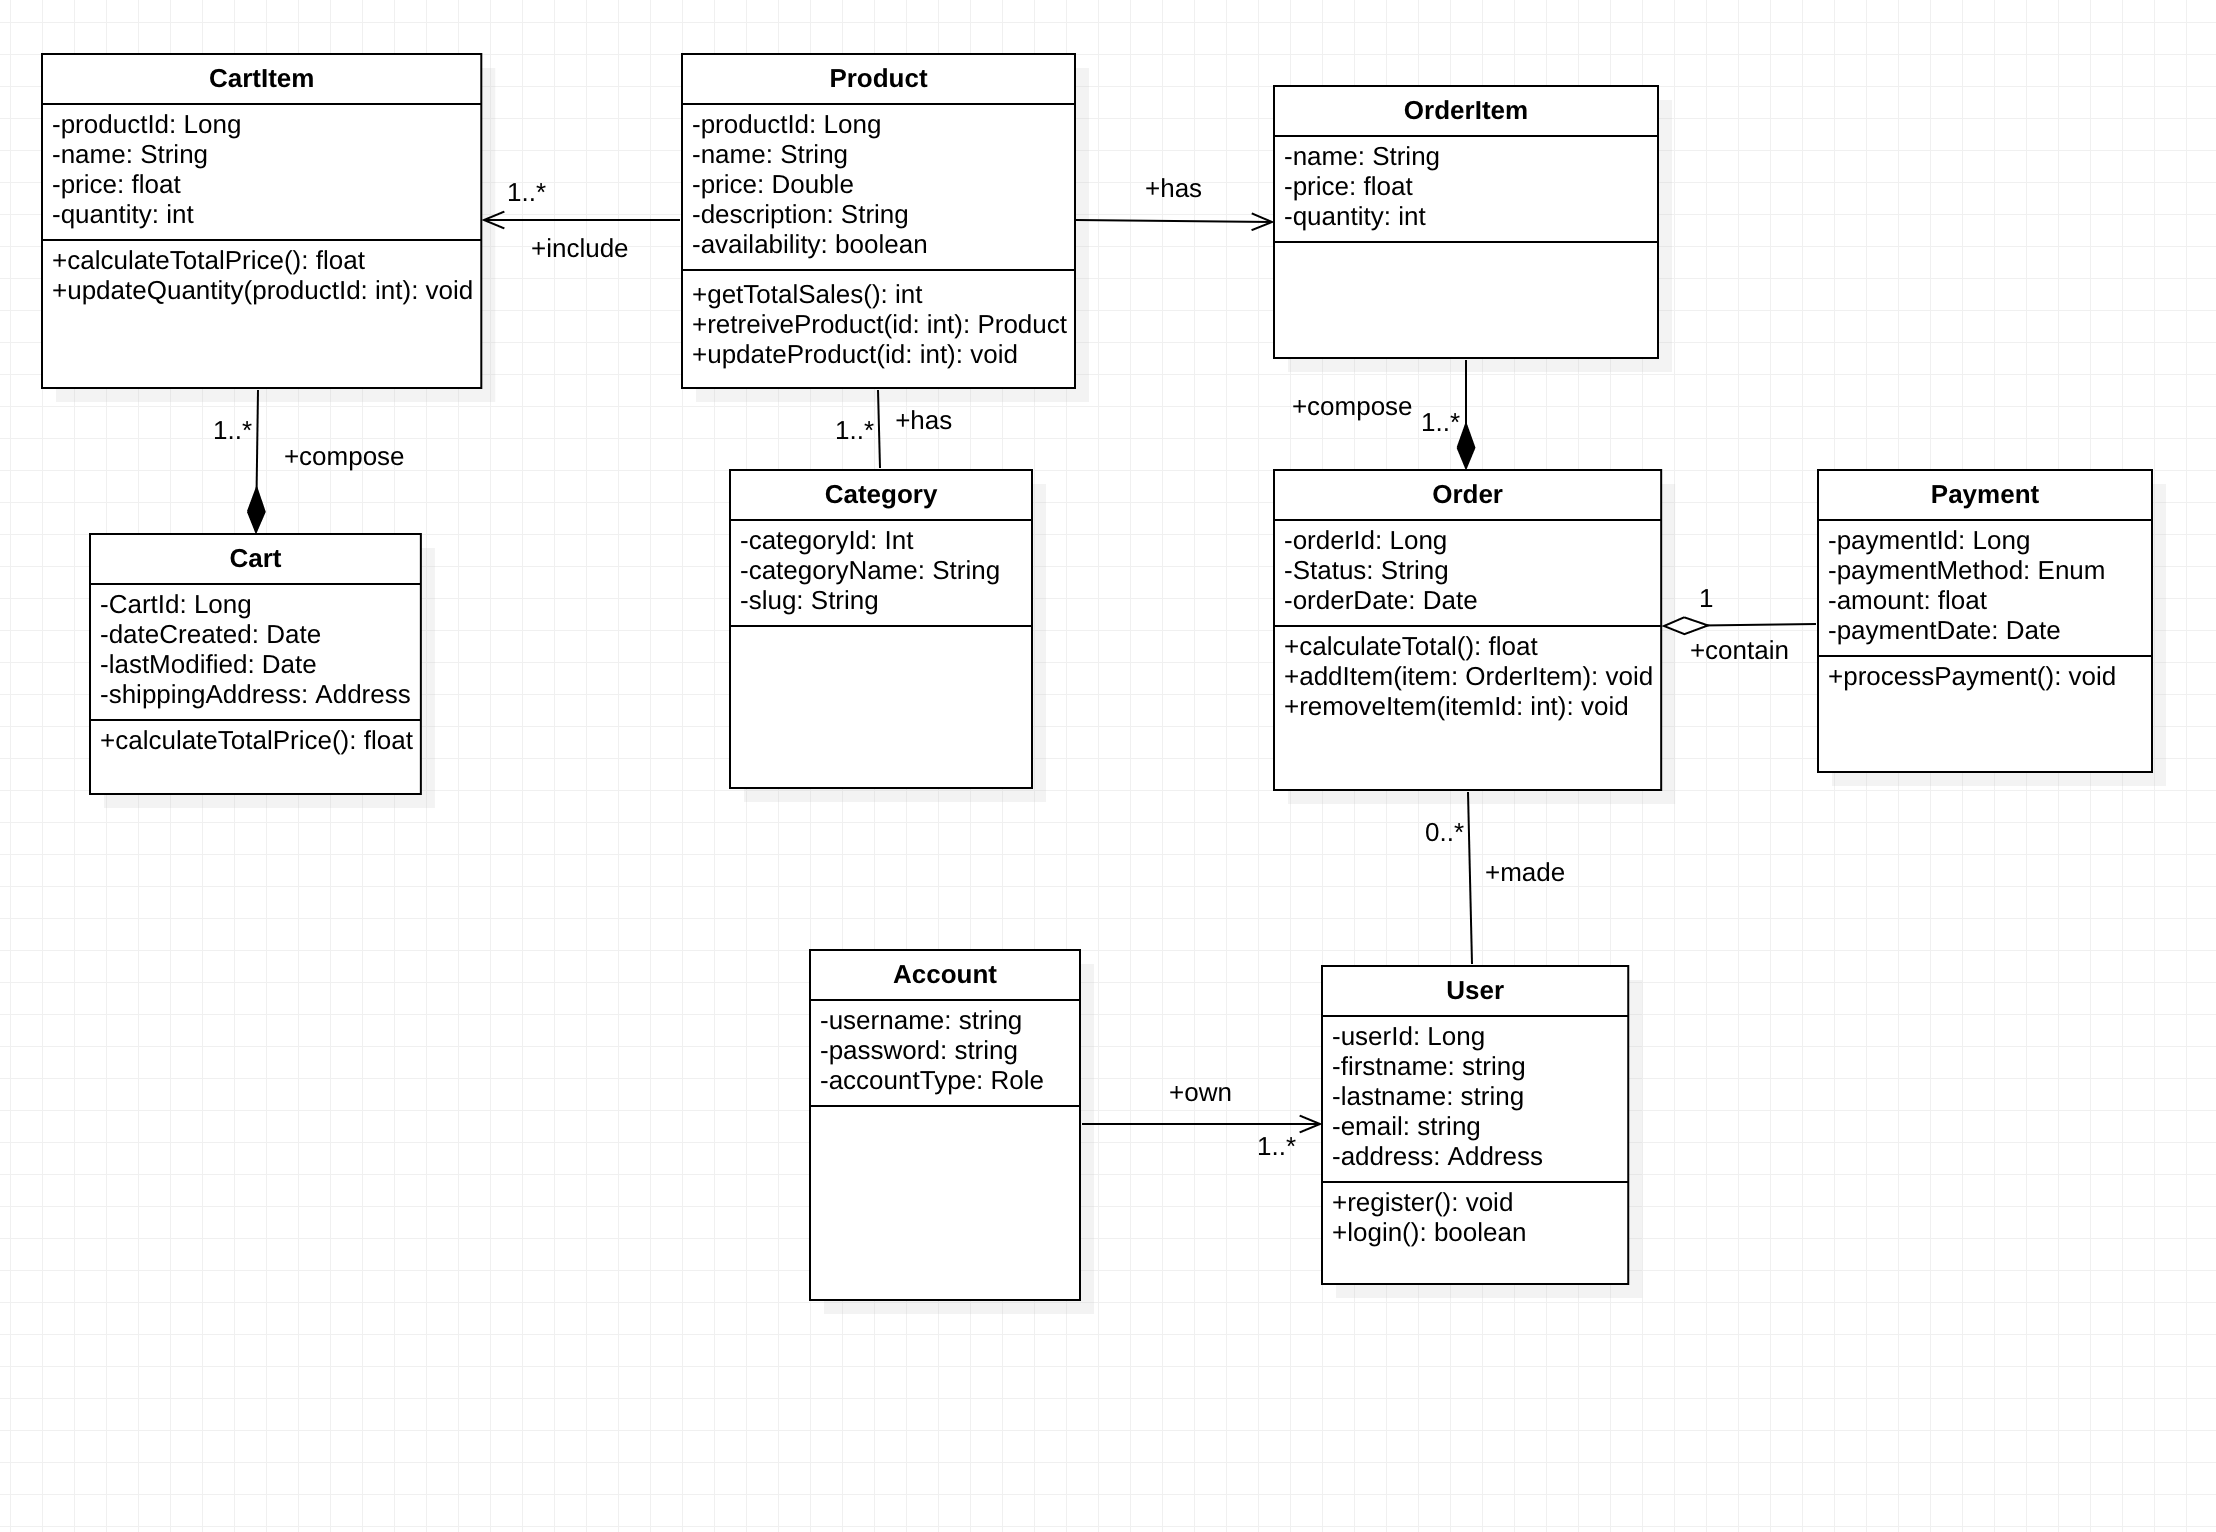 CartItem
-productId: Long
-name: String
-price: float
-quantity: int
+calculateTotalPrice(): float
+updateQuantity(productId: int): void
1..*
+include
Product
-productId: Long
-name: String
-price: Double
-description: String
-availability: boolean
+getTotalSales(): int
+retreiveProduct(id: int): Product
+updateProduct(id: int): void
+has
OrderItem
-name: String
-price: float
-quantity: int
1..*
+compose
1..*
+has
+compose
1..*
Cart
-CartId: Long
-dateCreated: Date
-lastModified: Date
-shippingAddress: Address
+calculateTotalPrice(): float
Category
-categoryId: Int
-categoryName: String
-slug: String
Order
-orderId: Long
-Status: String
-orderDate: Date
+calculateTotal(): float
+addItem(item: OrderItem): void
+removeItem(itemId: int): void
1
+contain
Payment
-paymentId: Long
-paymentMethod: Enum
-amount: float
-paymentDate: Date
+processPayment(): void
0..*
+made
Account
-username: string
-password: string
-accountType: Role
+own
1..*
User
-userId: Long
-firstname: string
-lastname: string
-email: string
-address: Address
+register(): void
+login(): boolean